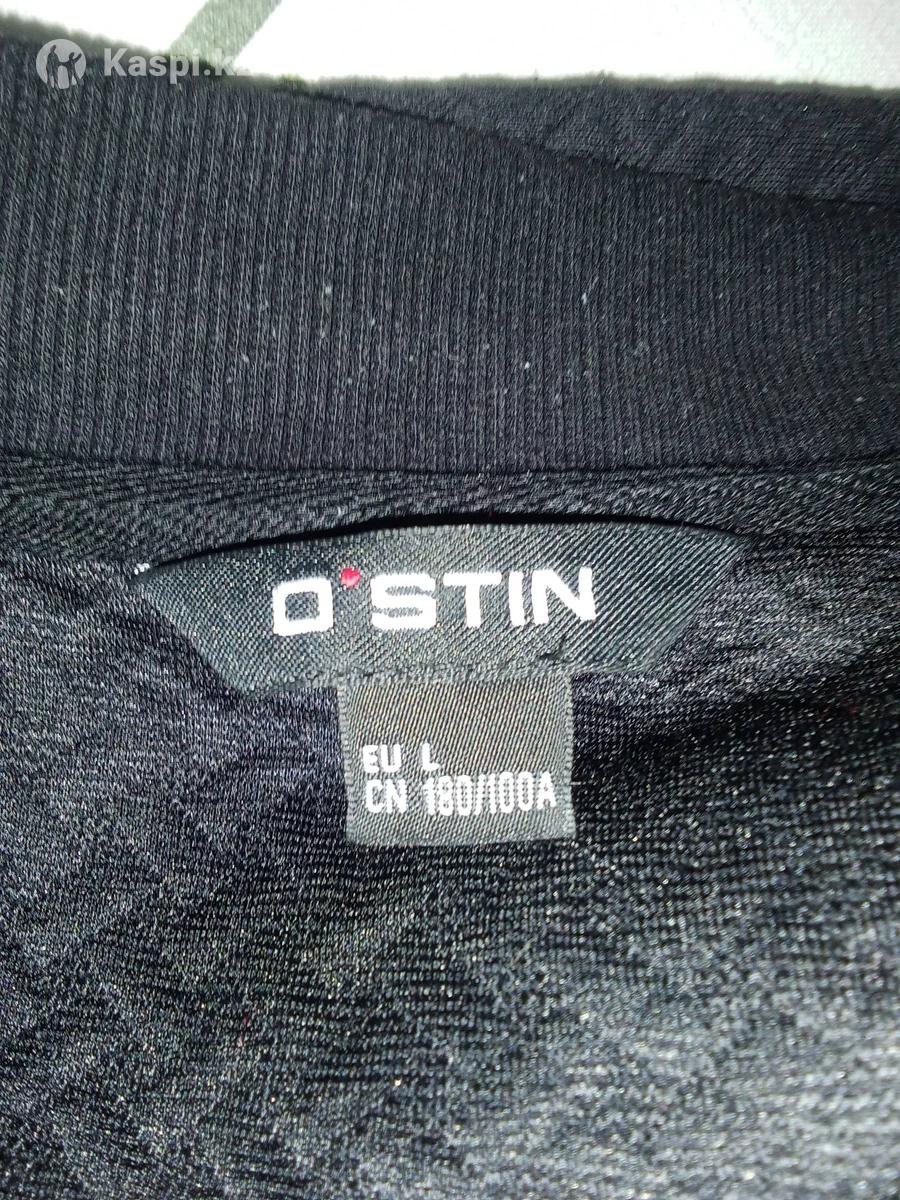 Kaspi.kz
O'STIN
EU L
CN 180/100A